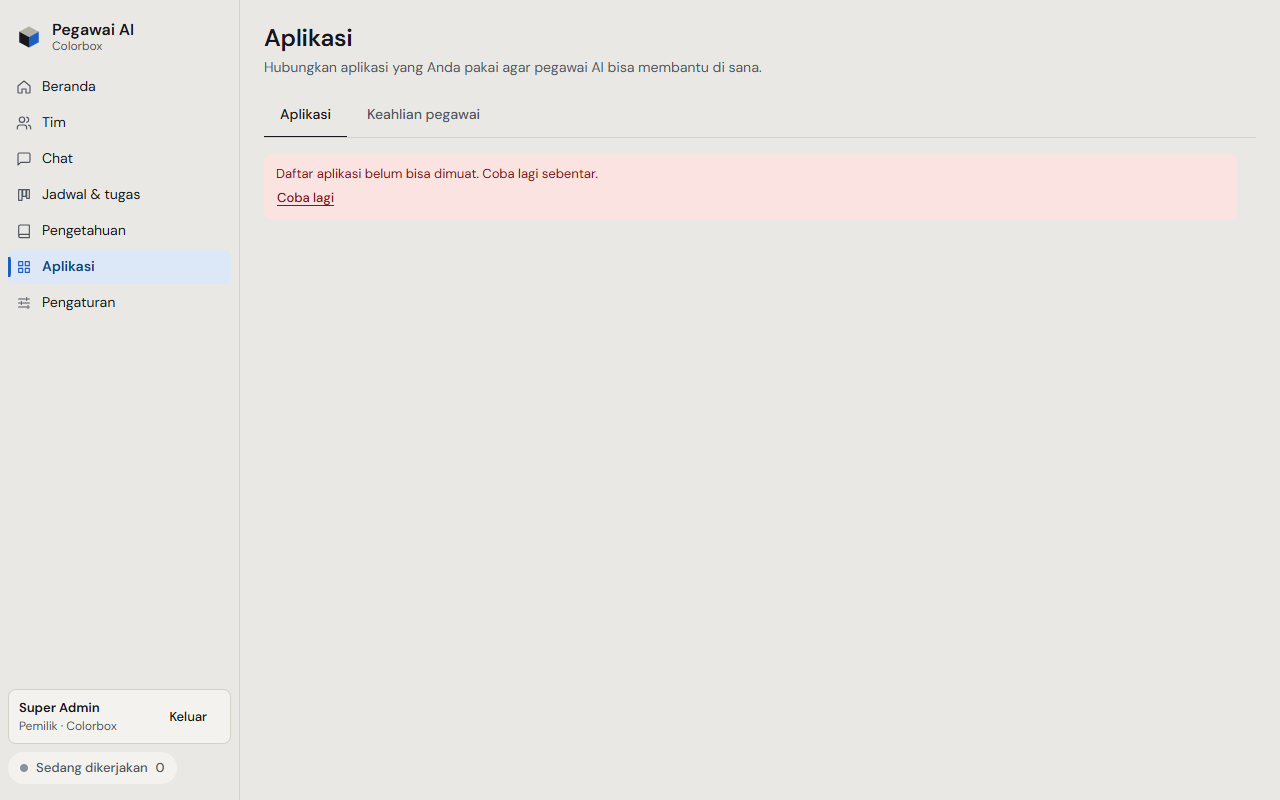 Pegawai AI
Colorbox
Beranda
Tim
Chat
Jadwal & tugas
Pengetahuan
Aplikasi
Pengaturan
Super Admin
Pemilik · Colorbox
Keluar
Sedang dikerjakan 0
Aplikasi
Hubungkan aplikasi yang Anda pakai agar pegawai AI bisa membantu di sana.
Aplikasi
Keahlian pegawai
Daftar aplikasi belum bisa dimuat. Coba lagi sebentar.
Coba lagi